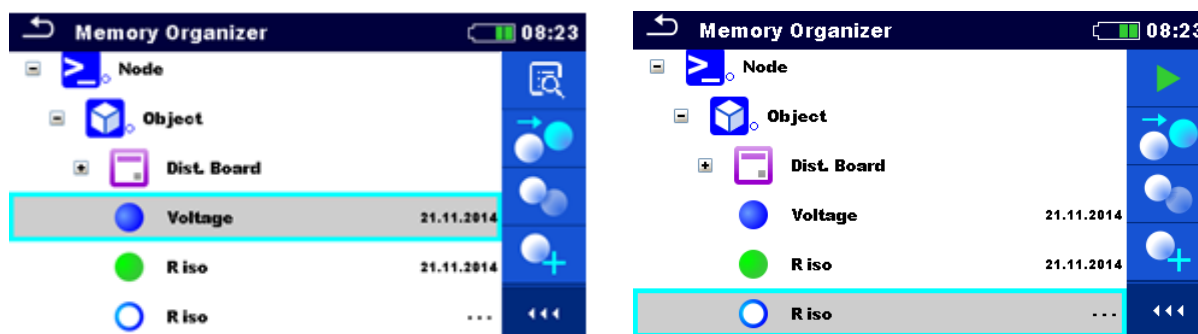 Memory Organizer 08:23
Node
Object
Dist. Board
Voltage 21.11.2014
R iso 21.11.2014
R iso ---
Memory Organizer 08:23
Node
Object
Dist. Board
Voltage 21.11.2014
R iso 21.11.2014
R iso ---